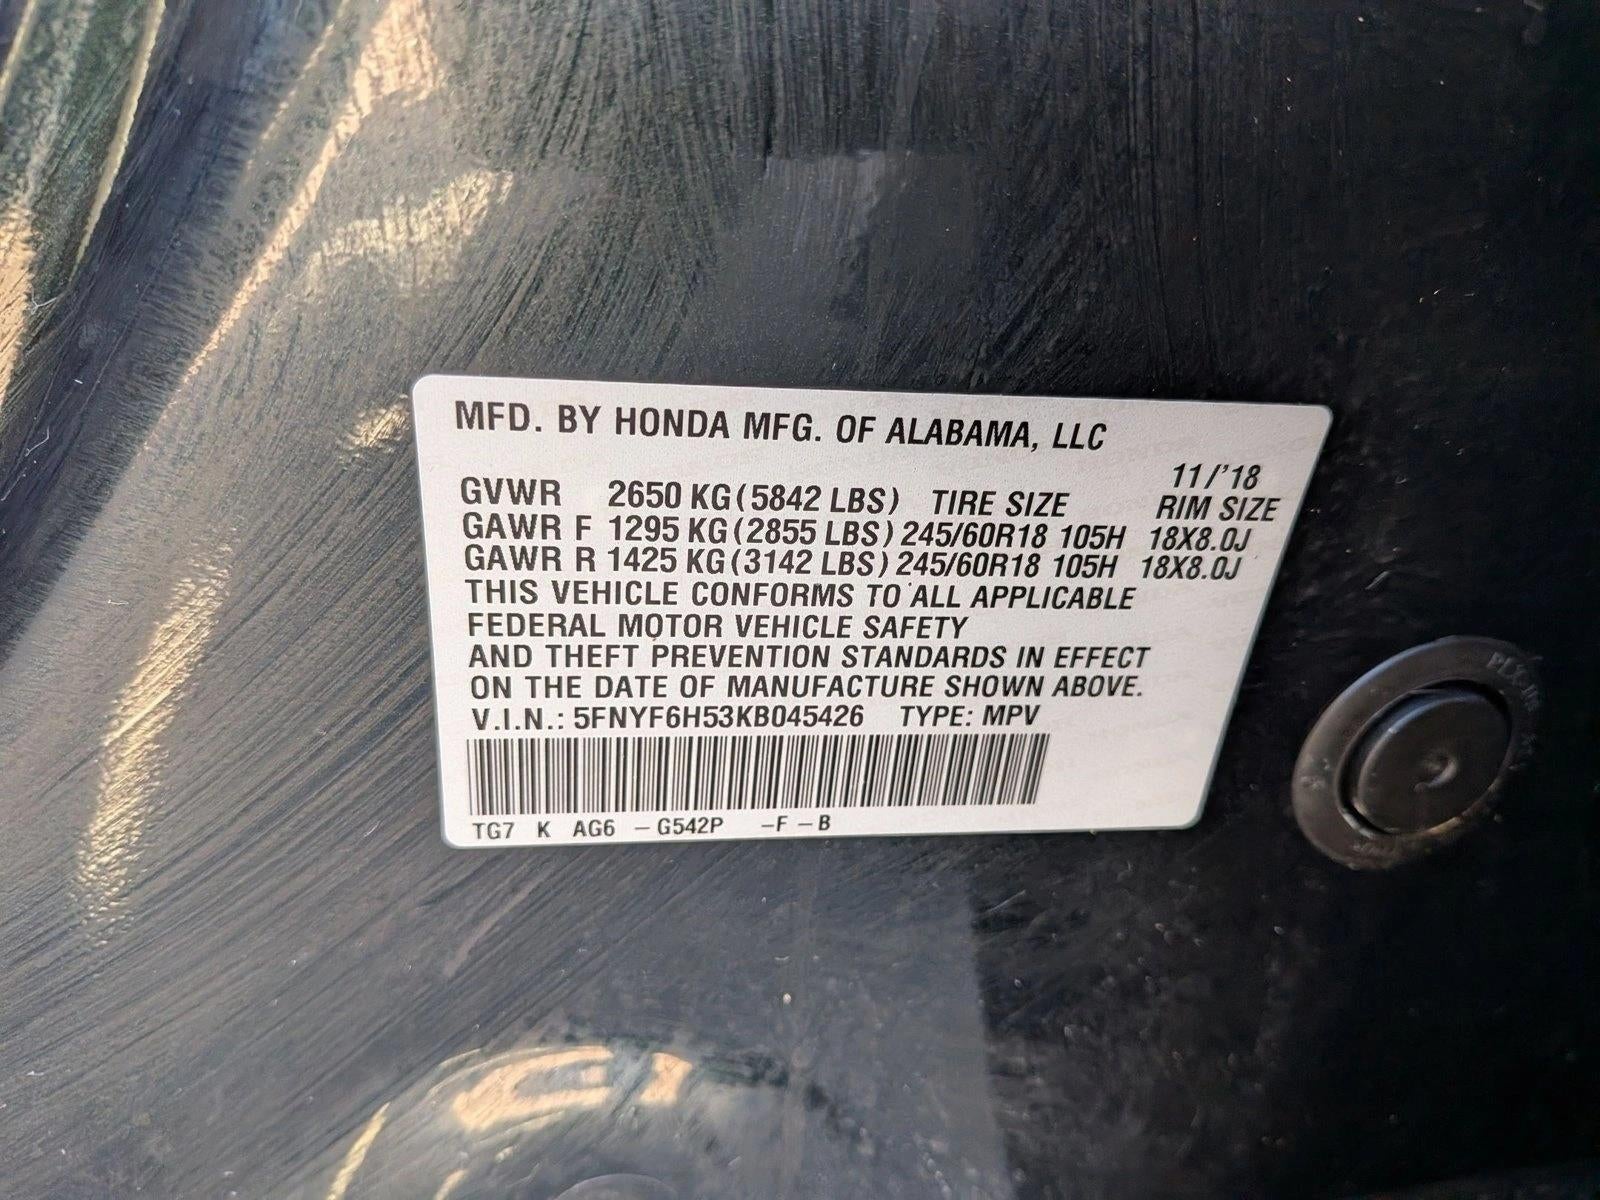 MFD. BY HONDA MFG. OF ALABAMA, LLC
11/'18
GVWR 2650 KG (5842 LBS) TIRE SIZE RIM SIZE
GAWR F 1295 KG (2855 LBS) 245/60R18 105H 18X8.0J
GAWR R 1425 KG (3142 LBS) 245/60R18 105H 18X8.0J
THIS VEHICLE CONFORMS TO ALL APPLICABLE
FEDERAL MOTOR VEHICLE SAFETY
AND THEFT PREVENTION STANDARDS IN EFFECT
ON THE DATE OF MANUFACTURE SHOWN ABOVE.
V.I.N.: 5FNYF6H53KB045426 TYPE: MPV
TG7 K AG6 – G542P – F – B